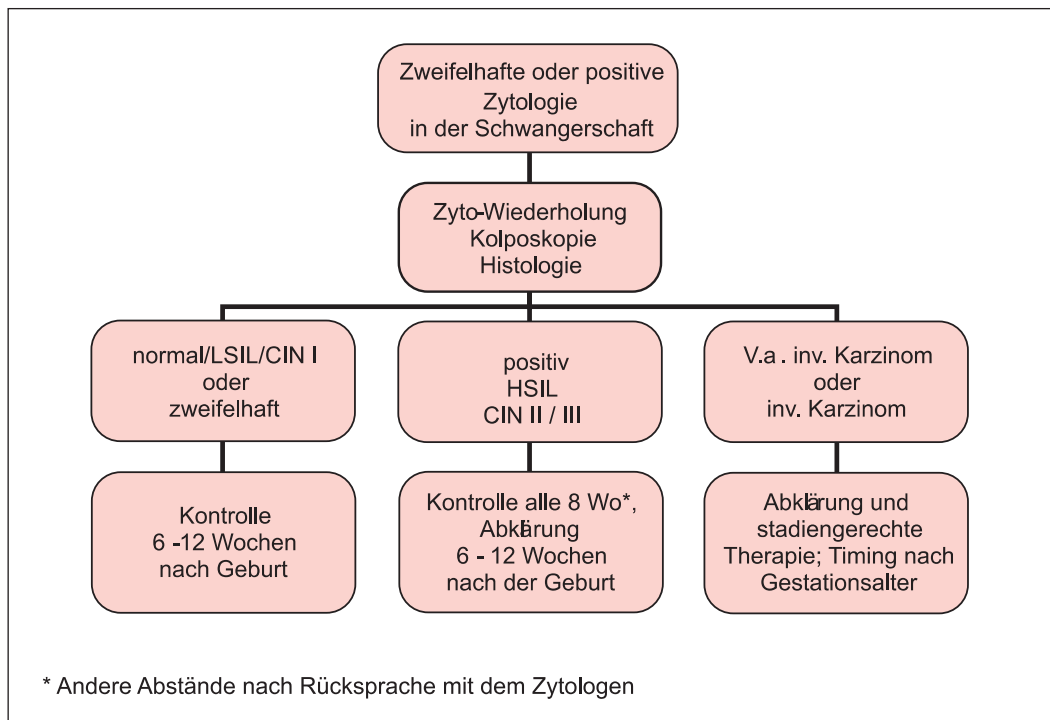 Zweifelhafte oder positive
Zytologie
in der Schwangerschaft
Zyto-Wiederholung
Kolposkopie
Histologie
normal/LSIL/CIN I
oder
zweifelhaft
positiv
HSIL
CIN II / III
V.a. inv. Karzinom
oder
inv. Karzinom
Kontrolle
6 -12 Wochen
nach Geburt
Kontrolle alle 8 Wo*,
Abklärung
6 - 12 Wochen
nach der Geburt
Abklärung und
stadiengerechte
Therapie; Timing nach
Gestationsalter
* Andere Abstände nach Rücksprache mit dem Zytologen